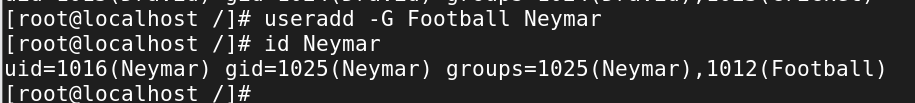 [root@localhost /]# useradd -G Football Neymar
[root@localhost /]# id Neymar
uid=1016(Neymar) gid=1025(Neymar) groups=1025(Neymar),1012(Football)
[root@localhost /]#